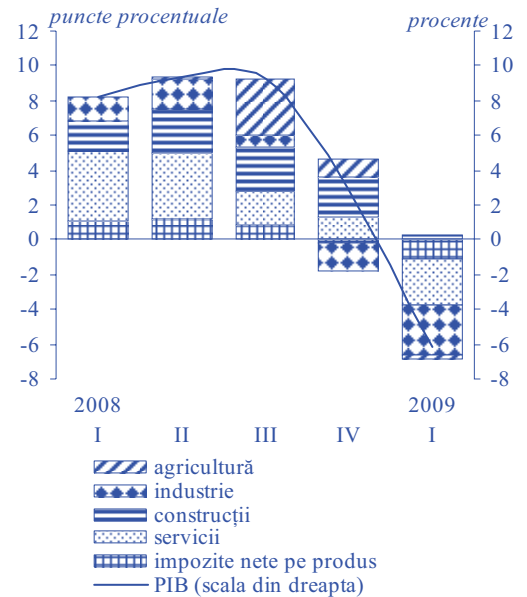 puncte procentuale procente
12 12
10 10
8 8
6 6
4 4
2 2
0 0
-2 -2
-4 -4
-6 -6
-8 -8
2008 2009
I II III IV I
agricultură
industrie
construcții
servicii
impozite nete pe produs
PIB (scala din dreapta)